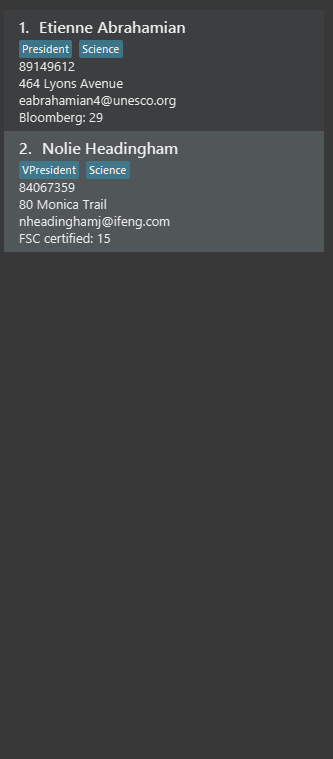 1. Etienne Abrahamian
President Science
89149612
464 Lyons Avenue
eabrahamian4@unesco.org
Bloomberg: 29
2. Nolie Headingham
VPresident Science
84067359
80 Monica Trail
nheadinghamj@ifeng.com
FSC certified: 15